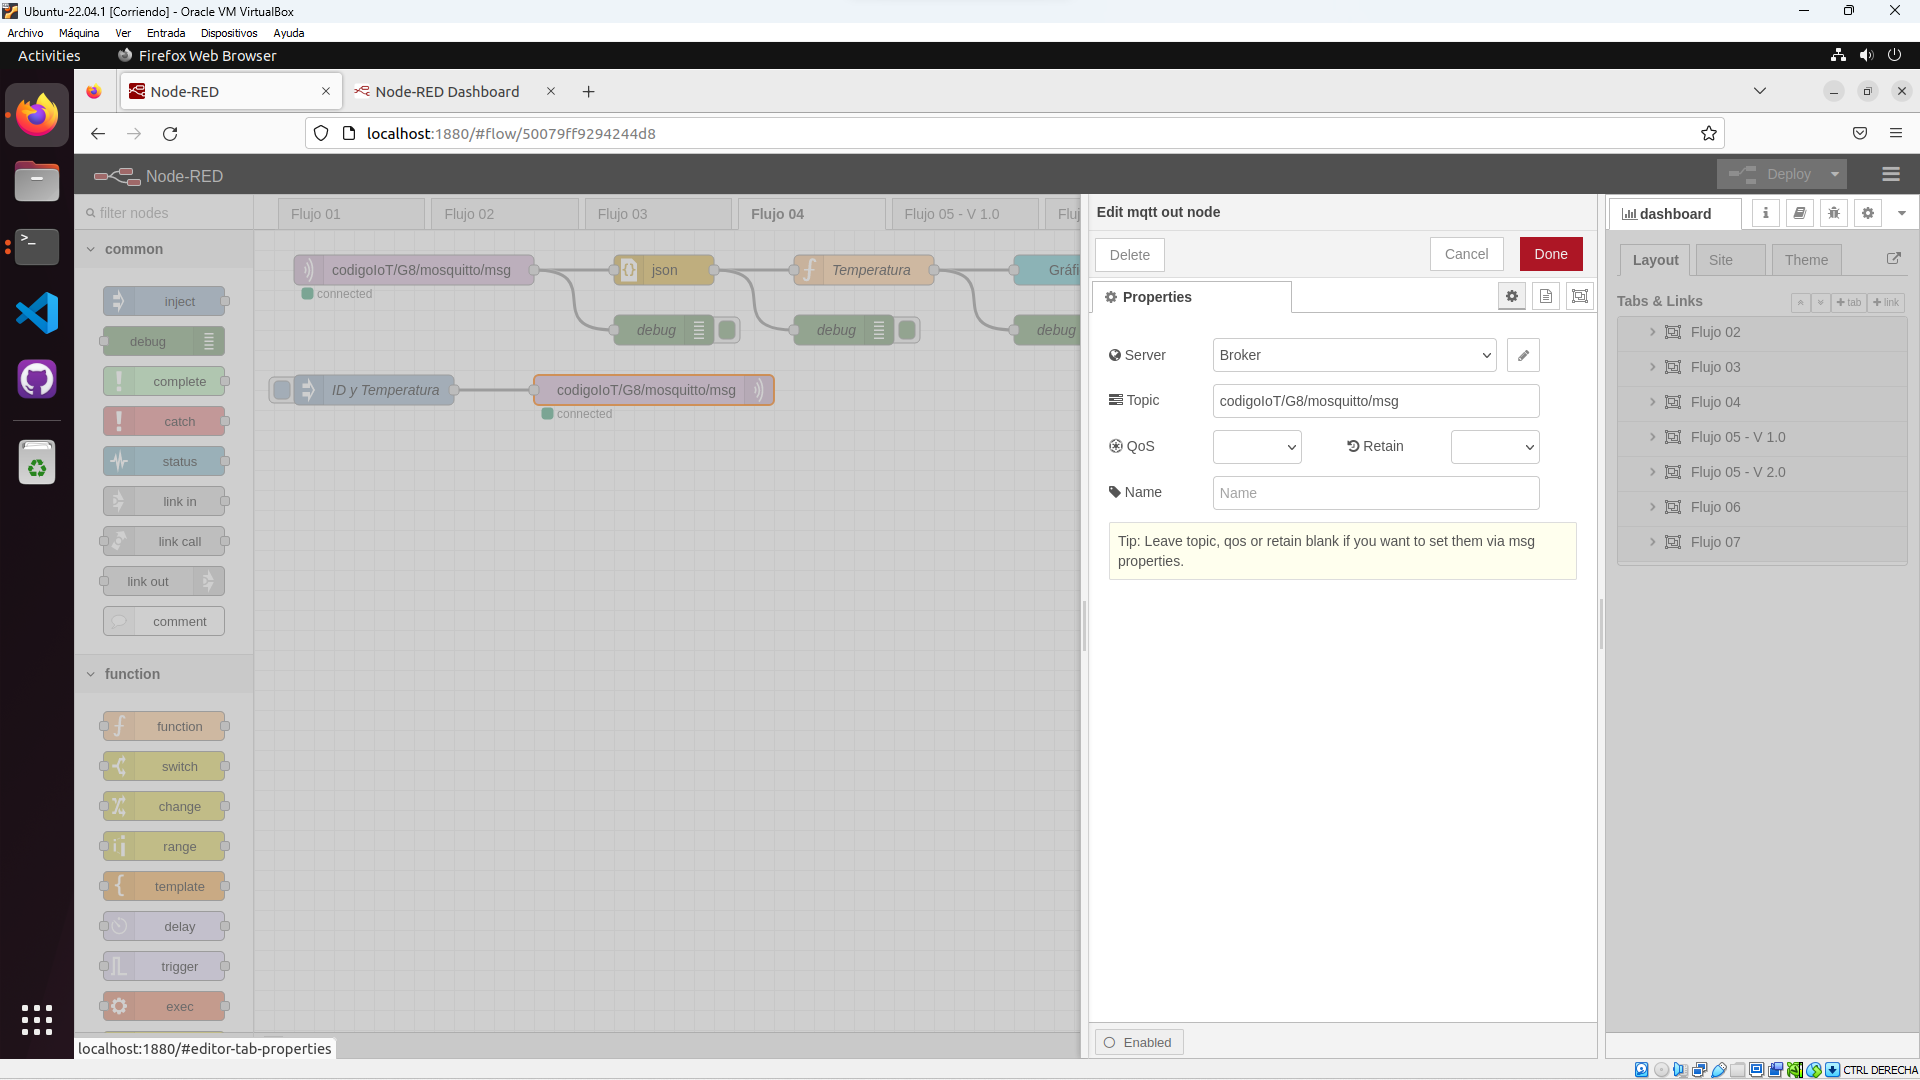 Ubuntu-22.04.1 [Corriendo] - Oracle VM VirtualBox
Archivo Máquina Ver Entrada Dispositivos Ayuda
Activities Firefox Web Browser
Node-RED Node-RED Dashboard
localhost:1880/#flow/50079ff9294244d8
Node-RED Deploy
filter nodes
common
inject
debug
complete
catch
status
link in
link call
link out
comment
function
function
switch
change
range
template
delay
trigger
exec
localhost:1880/#editor-tab-properties
Flujo 01 Flujo 02 Flujo 03 Flujo 04 Flujo 05 - V 1.0 Fluj
codigoIoT/G8/mosquitto/msg json Temperatura Gráfi
connected
debug debug debug
ID y Temperatura codigoIoT/G8/mosquitto/msg
connected
Edit mqtt out node
Delete Cancel Done
Properties
Server Broker
Topic codigoIoT/G8/mosquitto/msg
QoS Retain
Name Name
Tip: Leave topic, qos or retain blank if you want to set them via msg
properties.
Enabled
dashboard
Layout Site Theme
Tabs & Links tab link
Flujo 02
Flujo 03
Flujo 04
Flujo 05 - V 1.0
Flujo 05 - V 2.0
Flujo 06
Flujo 07
CTRL DERECHA